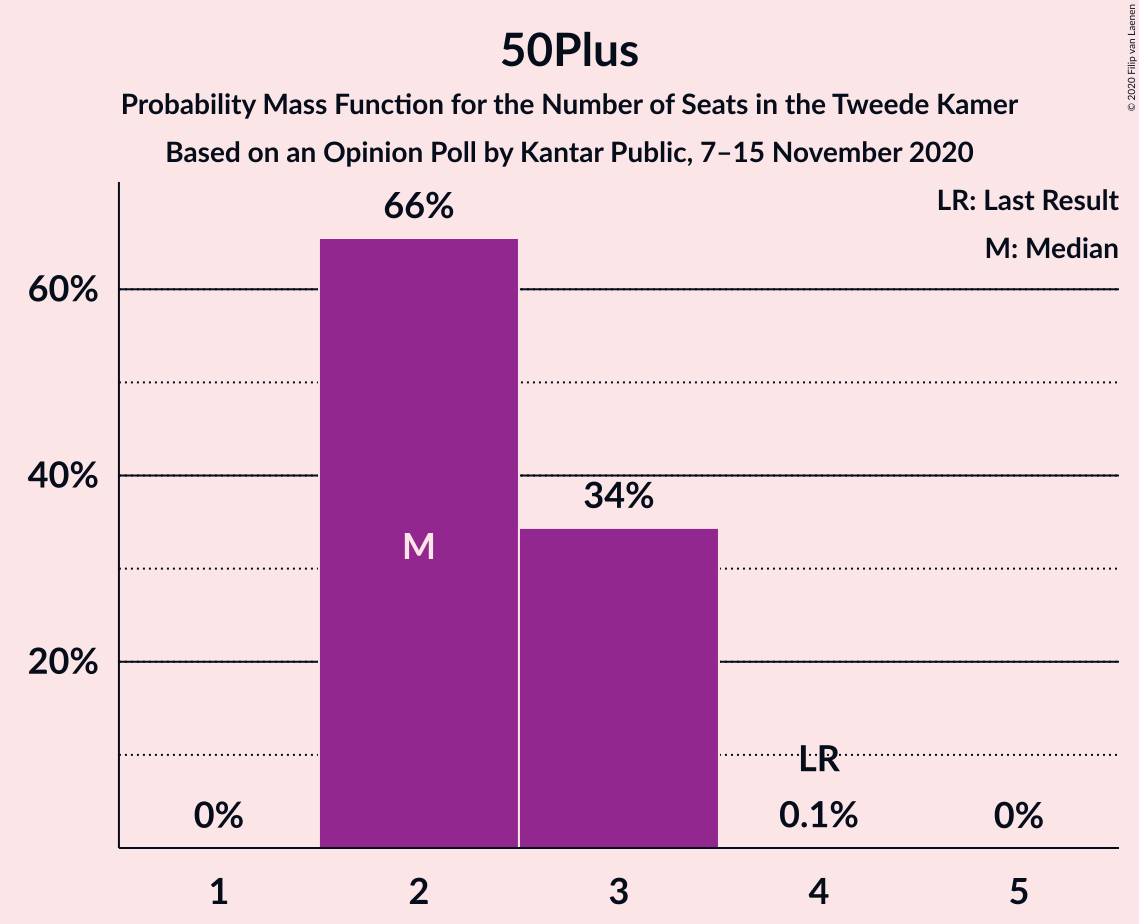 50Plus
Probability Mass Function for the Number of Seats in the Tweede Kamer
Based on an Opinion Poll by Kantar Public, 7–15 November 2020
© 2020 Filip van Laenen
LR: Last Result
M: Median
66%
60%
40%
34%
M
20%
LR
0%
0.1%
0%
1
2
3
4
5